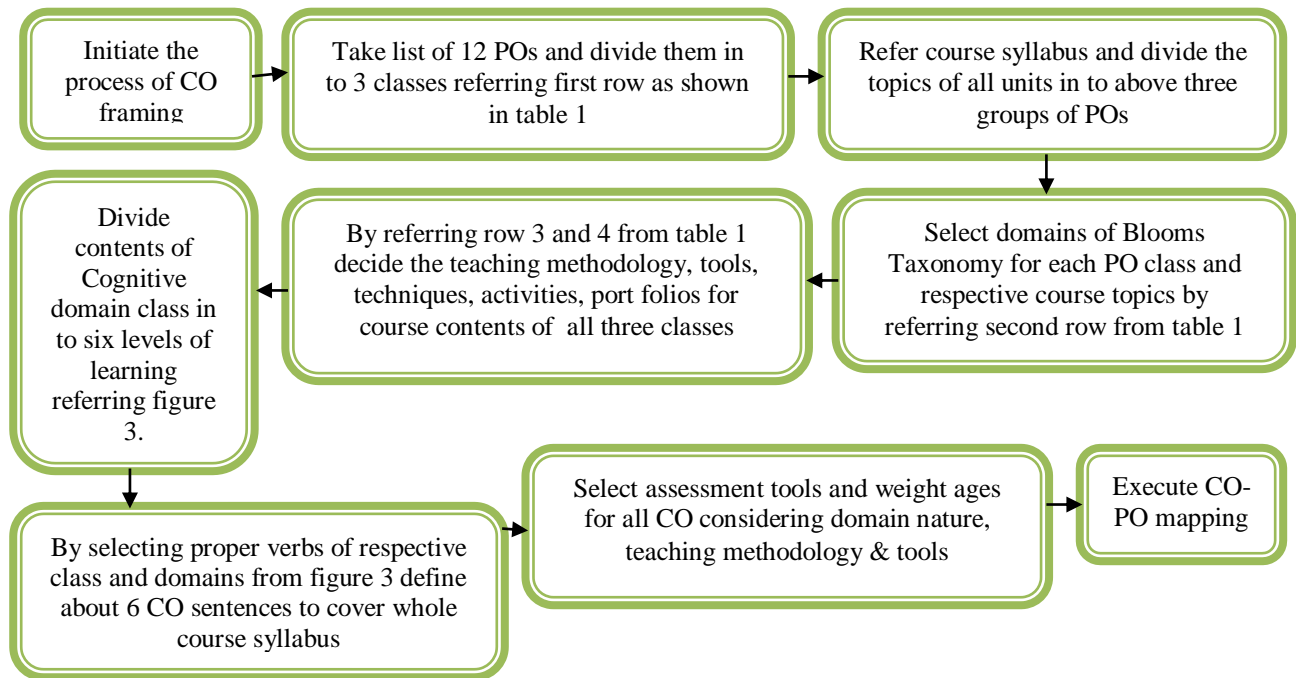 Initiate the
process of CO
framing
Take list of 12 POs and divide them in
to 3 classes referring first row as shown
in table 1
Refer course syllabus and divide the
topics of all units in to above three
groups of POs
Select domains of Blooms
Taxonomy for each PO class and
respective course topics by
referring second row from table 1
By referring row 3 and 4 from table 1
decide the teaching methodology, tools,
techniques, activities, port folios for
course contents of all three classes
Divide
contents of
Cognitive
domain class in
to six levels of
learning
referring figure
3.
By selecting proper verbs of respective
class and domains from figure 3 define
about 6 CO sentences to cover whole
course syllabus
Select assessment tools and weight ages
for all CO considering domain nature,
teaching methodology & tools
Execute CO-
PO mapping